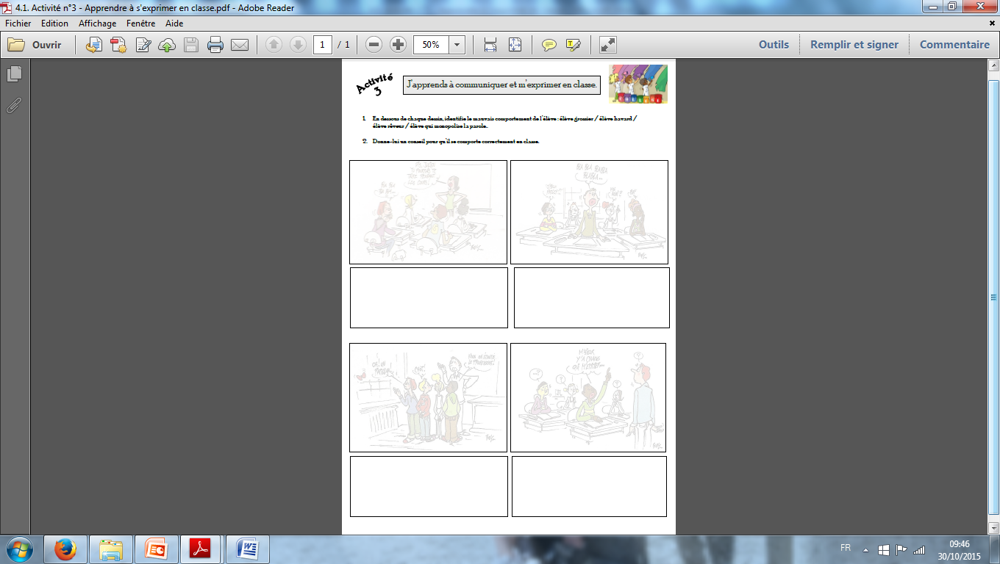 4.1. Activité n°3 - Apprendre à s'exprimer en classe.pdf - Adobe Reader
Fichier Edition Affichage Fenêtre Aide
Ouvrir 1 / 1 50% Outils Remplir et signer Commentaire
Activité
3
J'apprends à communiquer et m'exprimer en classe.
1. En dessous de chaque dessin, identifie le mauvais comportement de l'élève : élève grossier / élève bavard /
élève rêveur / élève qui monopolise la parole.
2. Donne-lui un conseil pour qu'il se comporte correctement en classe.
BLA BLA BLABLA
BLABLA...
M'SIEUR
Y'A CHANG
QU'M'EMMER...
FR
09:46
30/10/2015